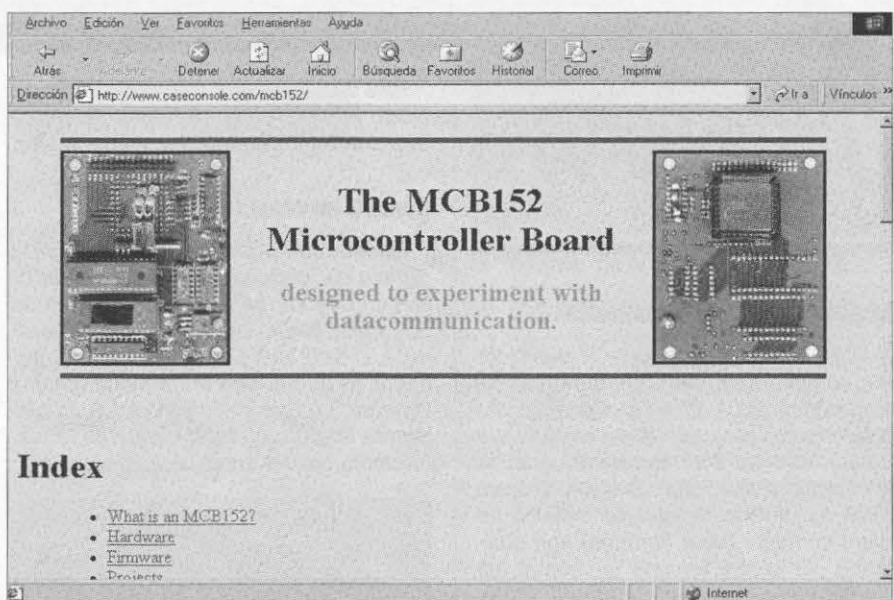 Archivo Edición Ver Favoritos Herramientas Ayuda
Atrás Adelante Detener Actualizar Inicio Búsqueda Favoritos Historial Correo Imprimir
Dirección http://www.caseconsole.com/mcb152/ Ir a Vínculos »
The MCB152
Microcontroller Board
designed to experiment with
datacommunication.
Index
• What is an MCB152?
• Hardware
• Firmware
• Projects
Internet